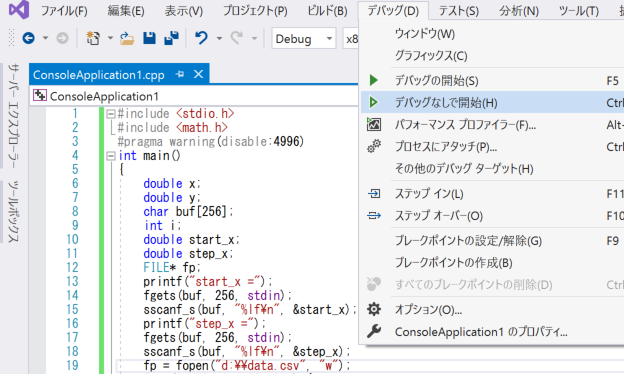 ファイル(F) 編集(E) 表示(V) プロジェクト(P) ビルド(B) デバッグ(D) テスト(S) 分析(N) ツール(T)
Debug x8
サーバー エクスプローラー
ツールボックス
ConsoleApplication1.cpp
ConsoleApplication1
1 #include <stdio.h>
2 #include <math.h>
3 #pragma warning(disable:4996)
4 int main()
5 {
6 double x;
7 double y;
8 char buf[256];
9 int i;
10 double start_x;
11 double step_x;
12 FILE* fp;
13 printf("start_x =");
14 fgets(buf, 256, stdin);
15 sscanf_s(buf, "%lf¥n", &start_x);
16 printf("step_x =");
17 fgets(buf, 256, stdin);
18 sscanf_s(buf, "%lf¥n", &step_x);
19 fp = fopen("d:¥¥data.csv", "w");
ウィンドウ(W)
グラフィックス(C)
デバッグの開始(S) F5
デバッグなしで開始(H) Ctrl
パフォーマンス プロファイラー(F)... Alt-
プロセスにアタッチ(P)... Ctrl
その他のデバッグ ターゲット(H)
ステップ イン(L) F11
ステップ オーバー(O) F10
ブレークポイントの設定/解除(G) F9
ブレークポイントの作成(B)
すべてのブレークポイントの削除(D) Ctrl
オプション(O)...
ConsoleApplication1 のプロパティ...